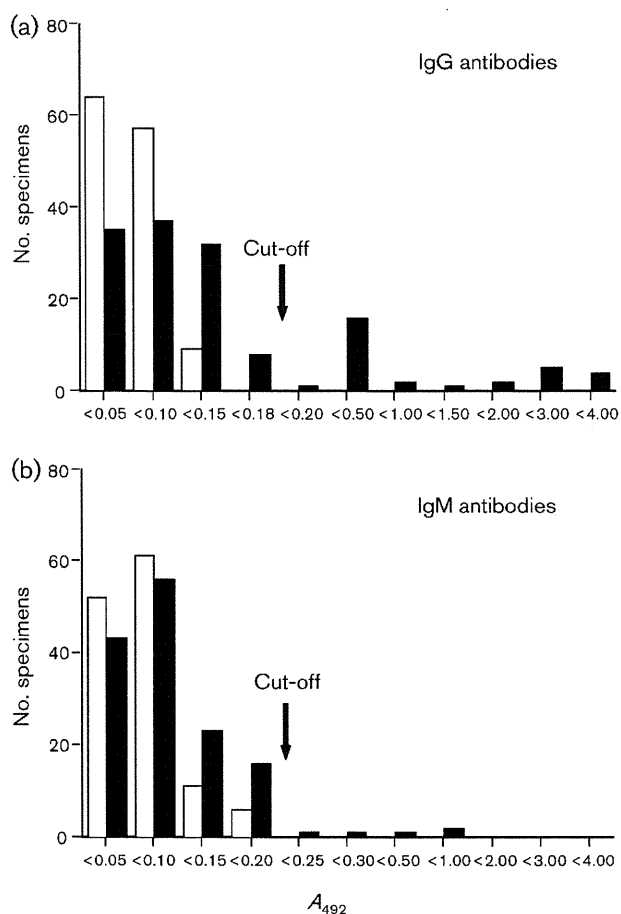 (a)
IgG antibodies
No. specimens
80
60
40
20
0
Cut-off
<0.05 <0.10 <0.15 <0.18 <0.20 <0.50 <1.00 <1.50 <2.00 <3.00 <4.00
(b)
IgM antibodies
No. specimens
80
60
40
20
0
Cut-off
<0.05 <0.10 <0.15 <0.20 <0.25 <0.30 <0.50 <1.00 <2.00 <3.00 <4.00
A492